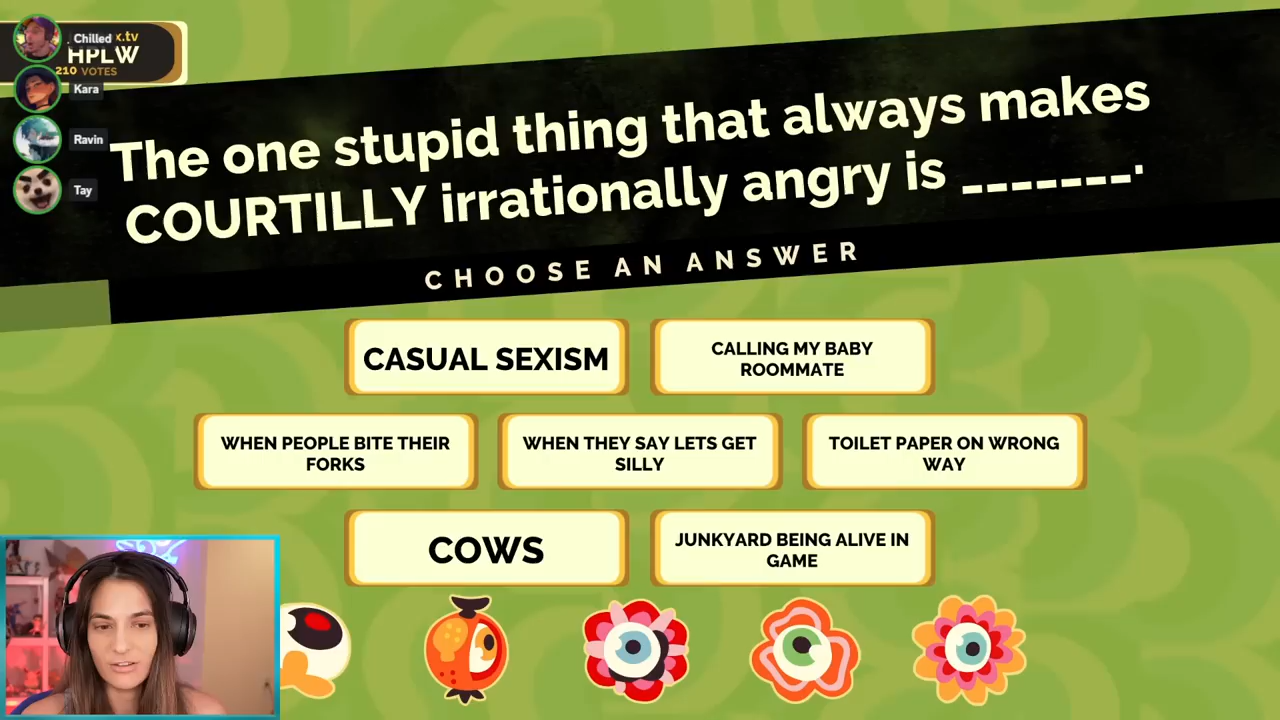 Chilled x.tv
HPLW
210 VOTES
Kara
Ravin
Tay
The one stupid thing that always makes
COURTILLY irrationally angry is _______.
CHOOSE AN ANSWER
CASUAL SEXISM
CALLING MY BABY
ROOMMATE
WHEN PEOPLE BITE THEIR
FORKS
WHEN THEY SAY LETS GET
SILLY
TOILET PAPER ON WRONG
WAY
COWS
JUNKYARD BEING ALIVE IN
GAME